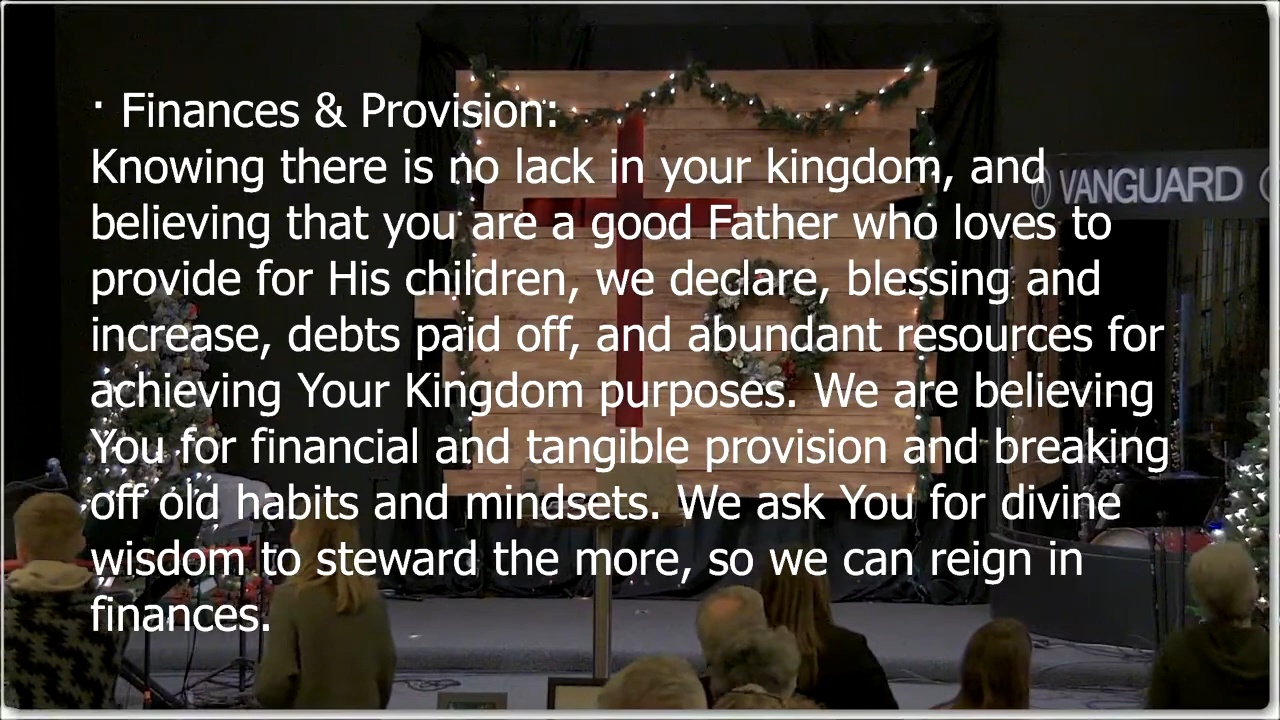 · Finances & Provision:
Knowing there is no lack in your kingdom, and
believing that you are a good Father who loves to
provide for His children, we declare, blessing and
increase, debts paid off, and abundant resources for
achieving Your Kingdom purposes. We are believing
You for financial and tangible provision and breaking
off old habits and mindsets. We ask You for divine
wisdom to steward the more, so we can reign in
finances.
VANGUARD